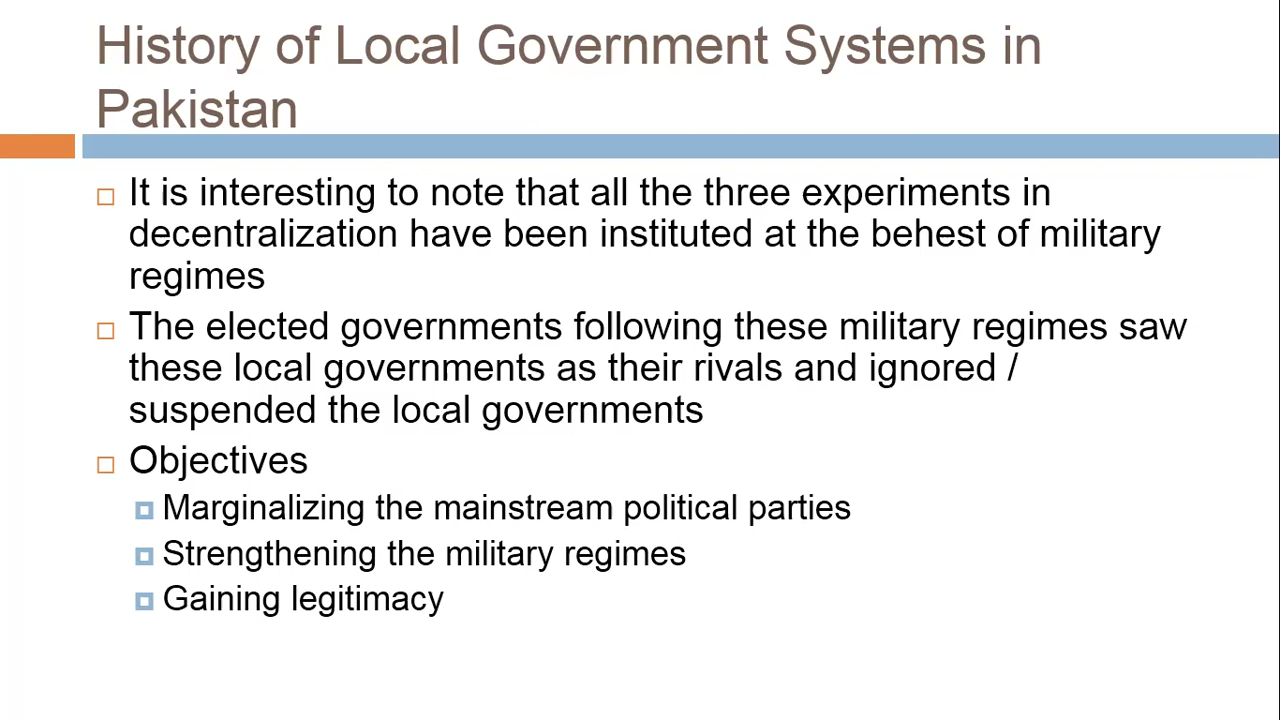 History of Local Government Systems in
Pakistan
It is interesting to note that all the three experiments in
decentralization have been instituted at the behest of military
regimes
The elected governments following these military regimes saw
these local governments as their rivals and ignored /
suspended the local governments
Objectives
Marginalizing the mainstream political parties
Strengthening the military regimes
Gaining legitimacy